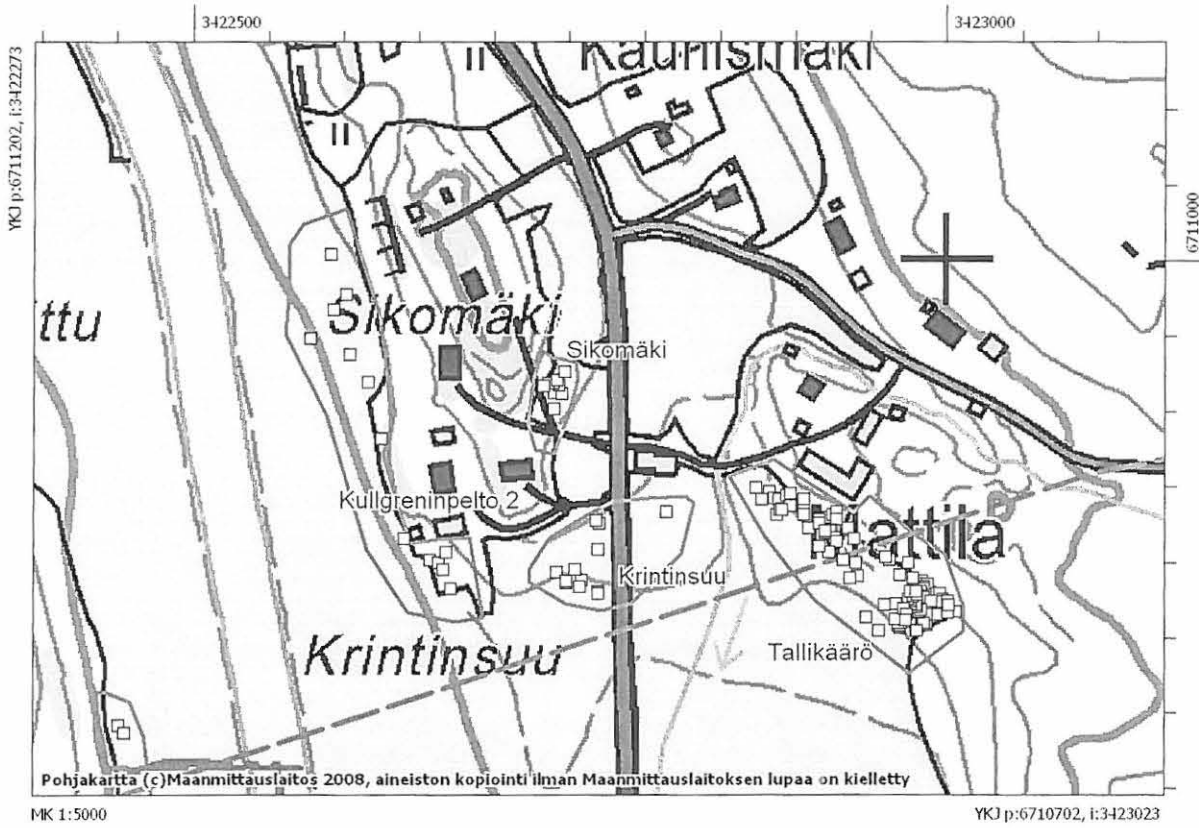 3422500
3423000
YKJ p:6711202, i:3422273
Kaunismäki
II
II
6711000
ttu
Sikomäki
Sikomäki
Kullgreninpelto 2
Mattila
Krintinsuu
Krintinsuu
Tallikäärö
Pohjakartta (c)Maanmittauslaitos 2008, aineiston kopiointi ilman Maanmittauslaitoksen lupaa on kielletty
MK 1:5000
YKJ p:6710702, i:3423023